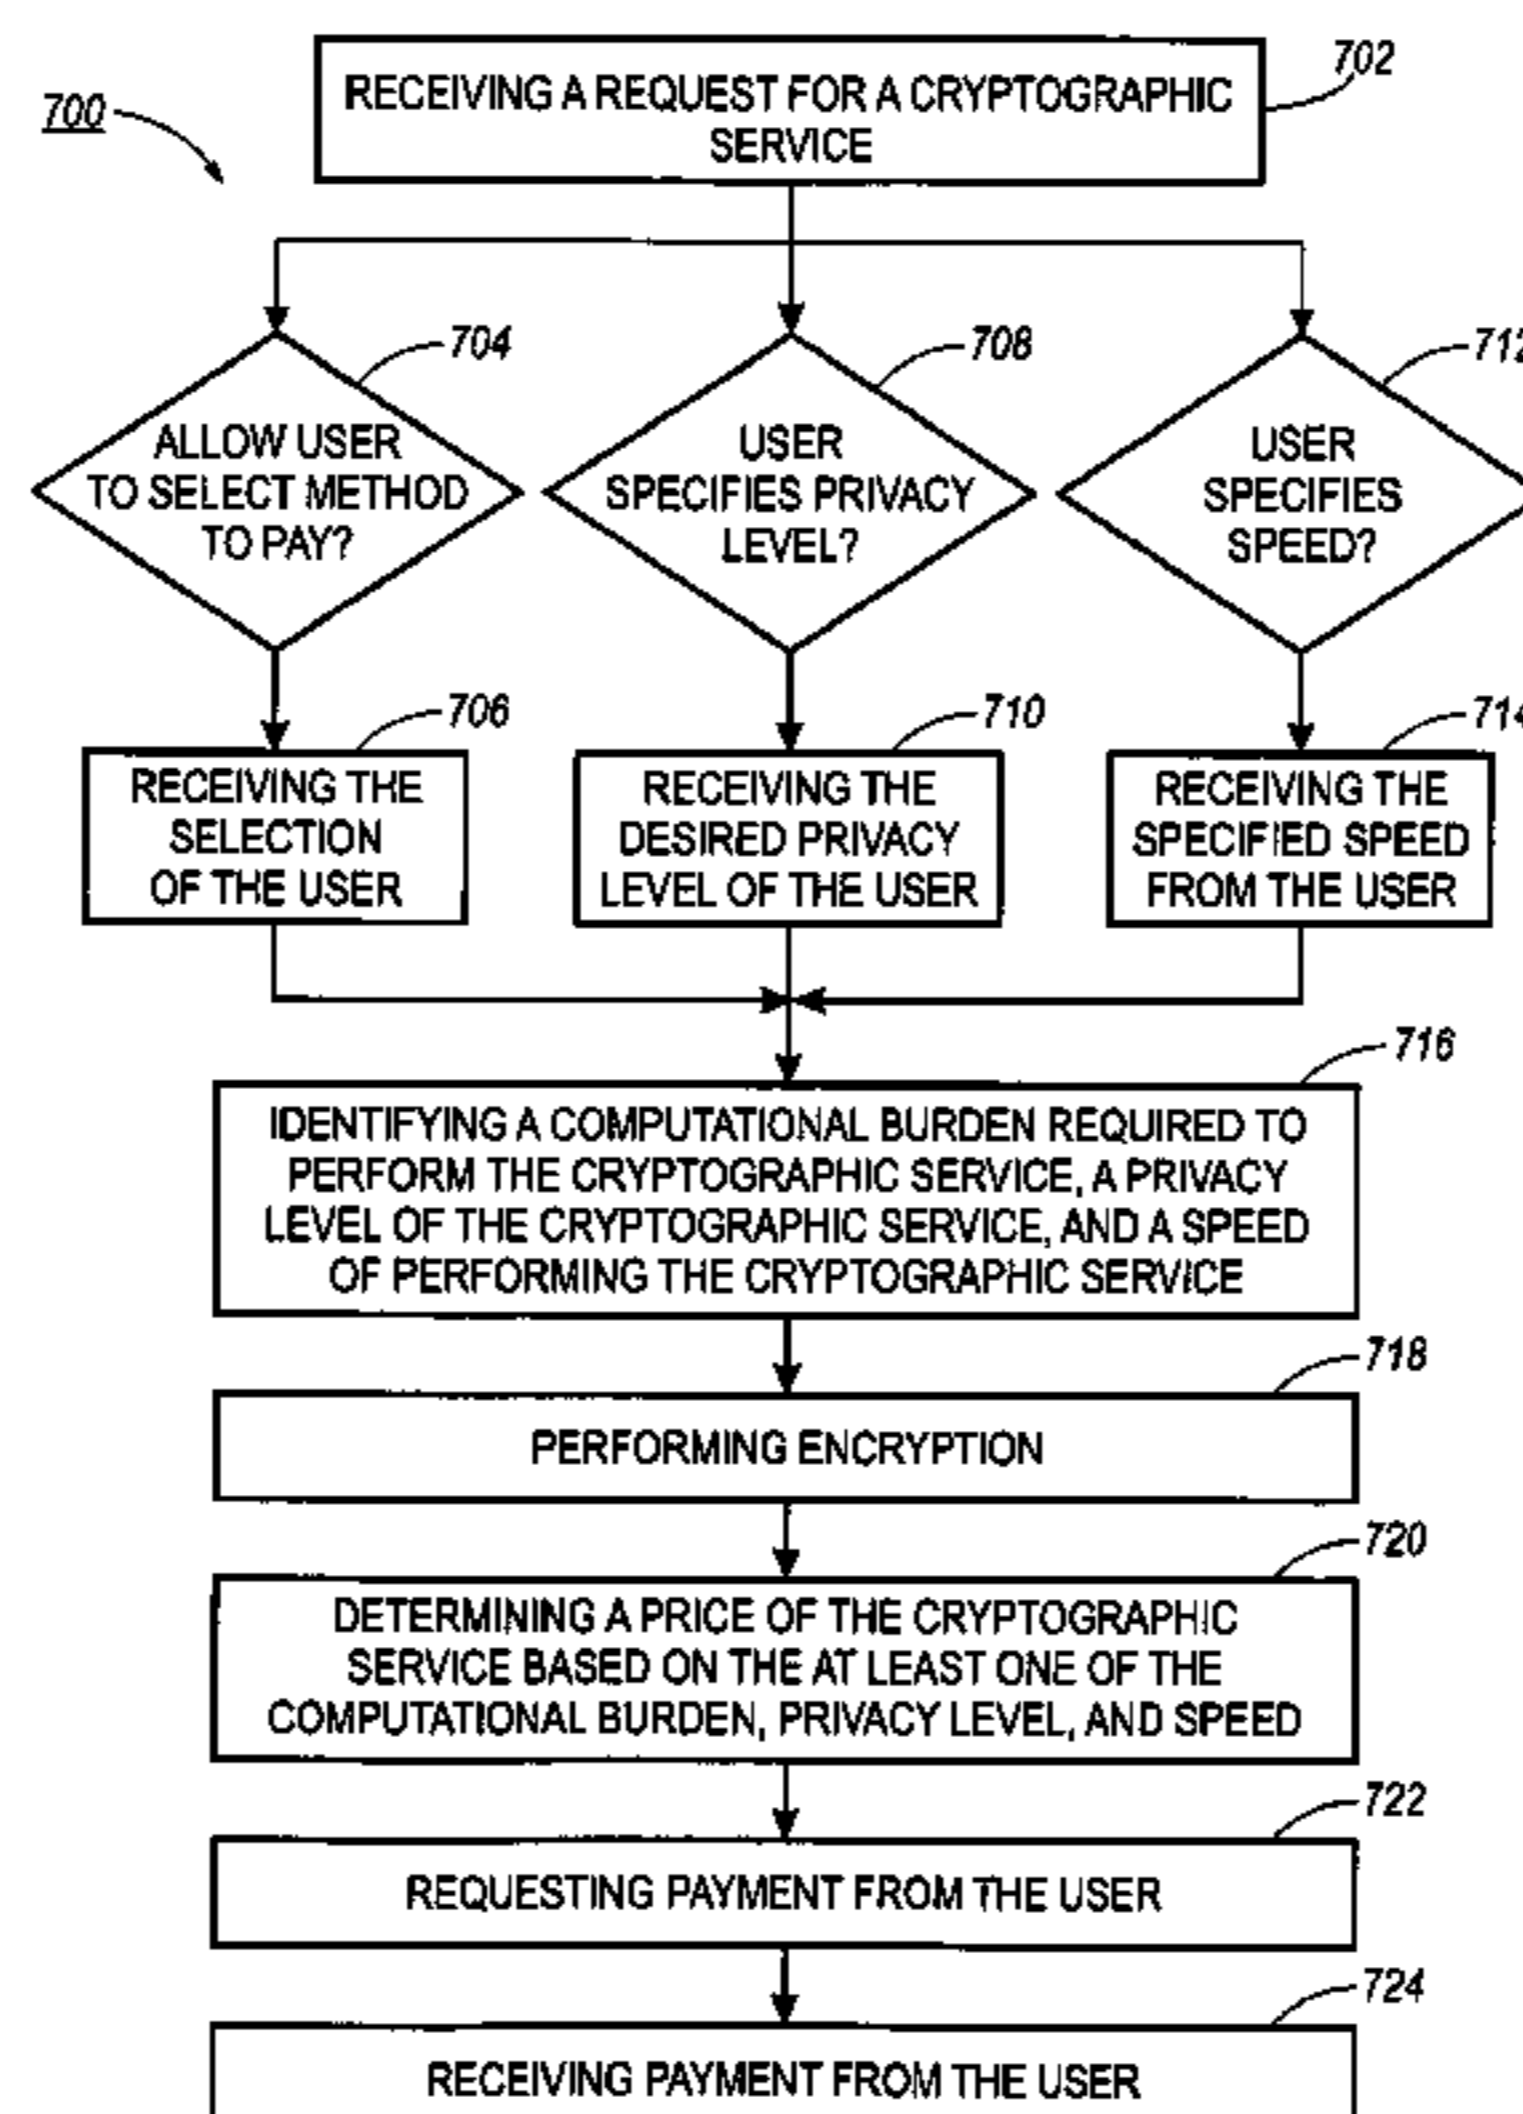 700
702
RECEIVING A REQUEST FOR A CRYPTOGRAPHIC
SERVICE
704
ALLOW USER
TO SELECT METHOD
TO PAY?
708
USER
SPECIFIES PRIVACY
LEVEL?
712
USER
SPECIFIES
SPEED?
706
RECEIVING THE
SELECTION
OF THE USER
710
RECEIVING THE
DESIRED PRIVACY
LEVEL OF THE USER
714
RECEIVING THE
SPECIFIED SPEED
FROM THE USER
716
IDENTIFYING A COMPUTATIONAL BURDEN REQUIRED TO
PERFORM THE CRYPTOGRAPHIC SERVICE, A PRIVACY
LEVEL OF THE CRYPTOGRAPHIC SERVICE, AND A SPEED
OF PERFORMING THE CRYPTOGRAPHIC SERVICE
718
PERFORMING ENCRYPTION
720
DETERMINING A PRICE OF THE CRYPTOGRAPHIC
SERVICE BASED ON THE AT LEAST ONE OF THE
COMPUTATIONAL BURDEN, PRIVACY LEVEL, AND SPEED
722
REQUESTING PAYMENT FROM THE USER
724
RECEIVING PAYMENT FROM THE USER